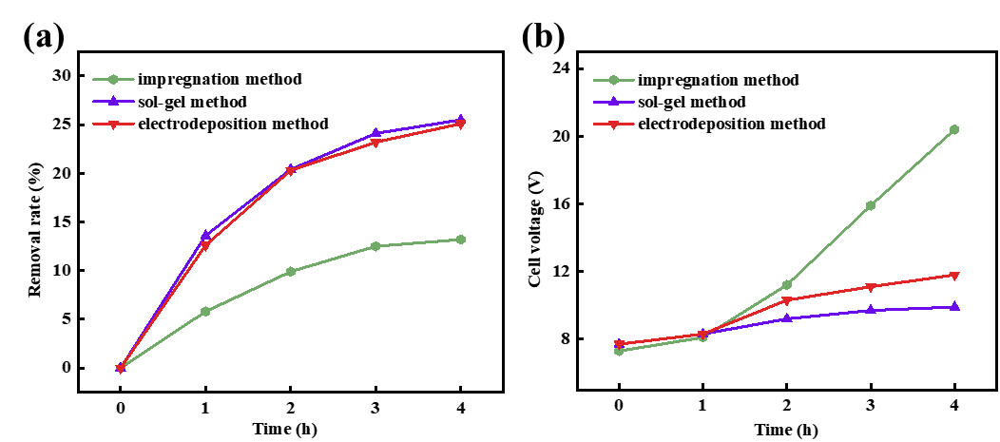 (a)
30
25
20
15
10
5
0
Removal rate (%)
impregnation method
sol-gel method
electrodeposition method
0 1 2 3 4
Time (h)
(b)
24
20
16
12
8
Cell voltage (V)
impregnation method
sol-gel method
electrodeposition method
0 1 2 3 4
Time (h)